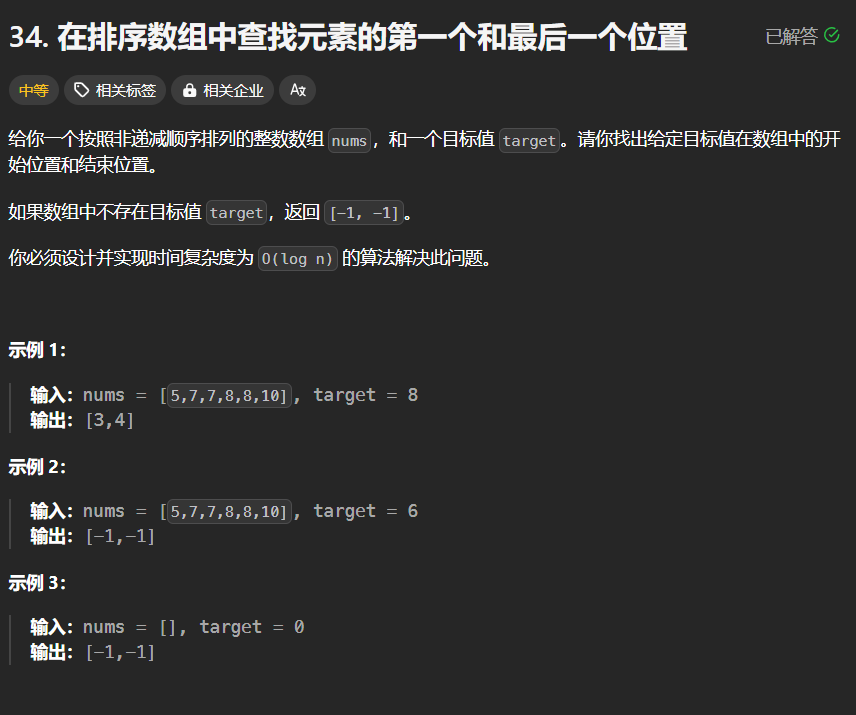 34. 在排序数组中查找元素的第一个和最后一个位置
已解答
中等 相关标签 相关企业 Az
给你一个按照非递减顺序排列的整数数组 nums，和一个目标值 target。请你找出给定目标值在数组中的开
始位置和结束位置。
如果数组中不存在目标值 target，返回 [-1, -1]。
你必须设计并实现时间复杂度为 O(log n) 的算法解决此问题。
示例 1：
输入：nums = [5,7,7,8,8,10], target = 8
输出：[3,4]
示例 2：
输入：nums = [5,7,7,8,8,10], target = 6
输出：[-1,-1]
示例 3：
输入：nums = [], target = 0
输出：[-1,-1]